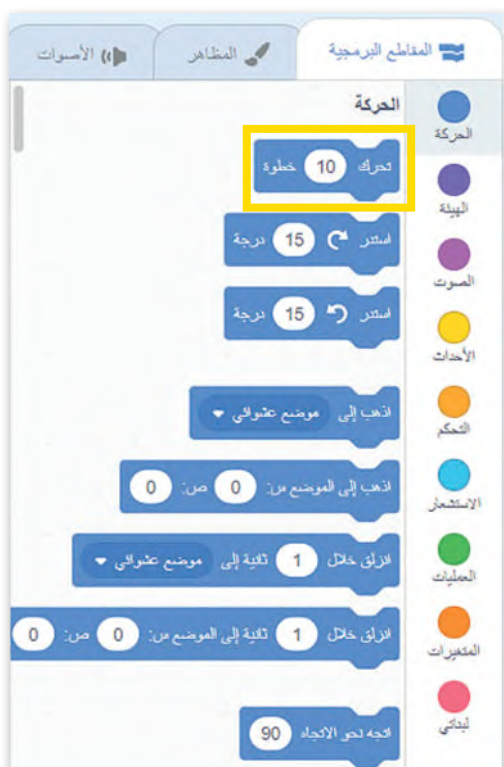 المقاطع البرمجية المظاهر الأصوات
الحركة
تحرك 10 خطوة
استدر 15 درجة
استدر 15 درجة
اذهب إلى موضع عشوائي
اذهب إلى الموضع س: 0 ص: 0
انزلق خلال 1 ثانية إلى موضع عشوائي
انزلق خلال 1 ثانية إلى الموضع س: 0 ص: 0
اتجه نحو الاتجاه 90
الحركة
الهيئة
الصوت
الأحداث
التحكم
الاستشعار
العمليات
المتغيرات
لبناتي